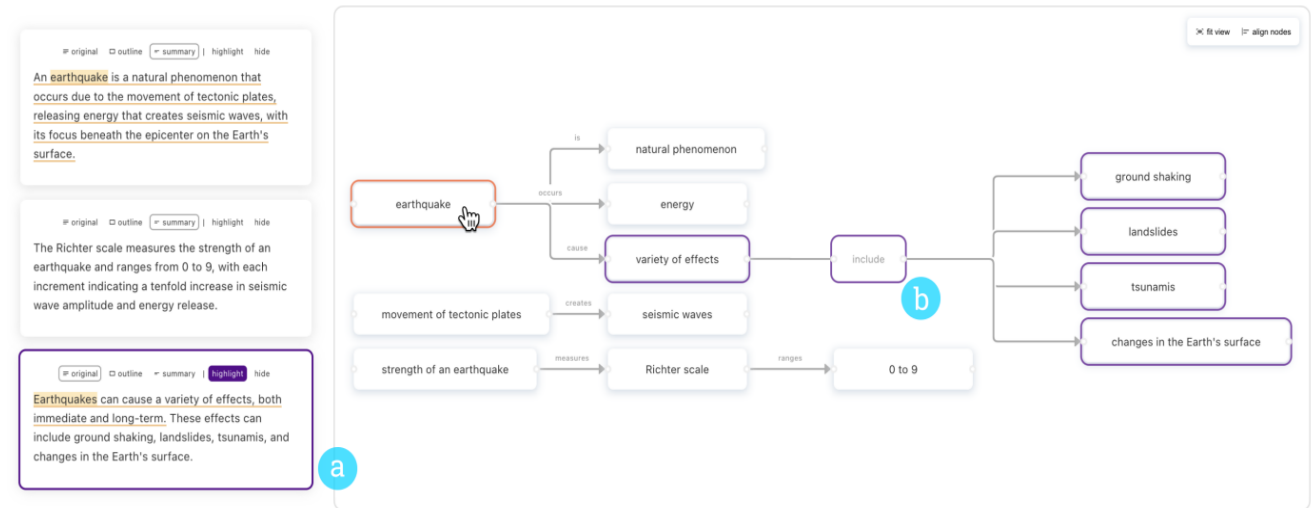 original outline summary | highlight hide
An earthquake is a natural phenomenon that
occurs due to the movement of tectonic plates,
releasing energy that creates seismic waves, with
its focus beneath the epicenter on the Earth's
surface.
original outline summary | highlight hide
The Richter scale measures the strength of an
earthquake and ranges from 0 to 9, with each
increment indicating a tenfold increase in seismic
wave amplitude and energy release.
original outline summary | highlight hide
Earthquakes can cause a variety of effects, both
immediate and long-term. These effects can
include ground shaking, landslides, tsunamis, and
changes in the Earth's surface.
a
fit view align nodes
is
natural phenomenon
earthquake
occurs
energy
cause
variety of effects
include
b
ground shaking
landslides
tsunamis
changes in the Earth's surface
movement of tectonic plates
creates
seismic waves
strength of an earthquake
measures
Richter scale
ranges
0 to 9